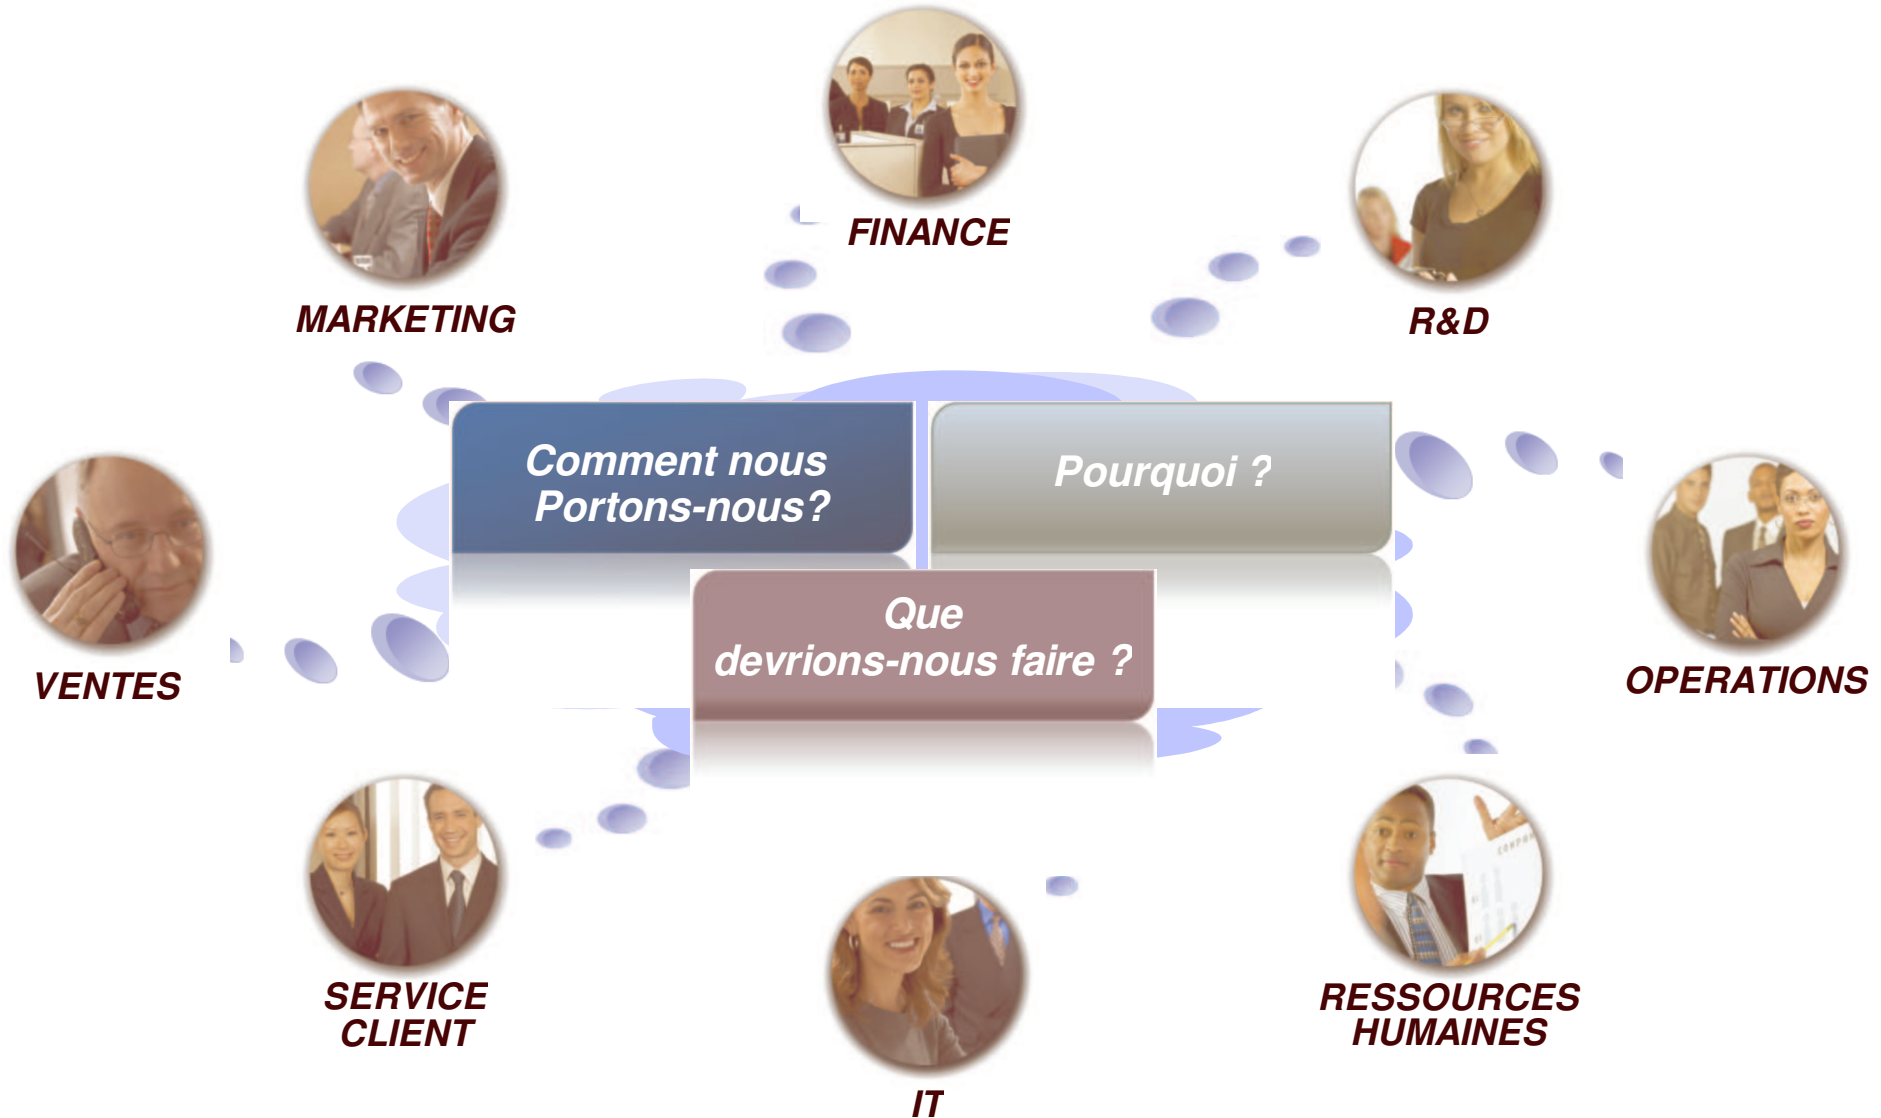 FINANCE
MARKETING
R&D
Comment nous
Portons-nous?
Pourquoi ?
Que
devrions-nous faire ?
VENTES
OPERATIONS
SERVICE
CLIENT
RESSOURCES
HUMAINES
IT